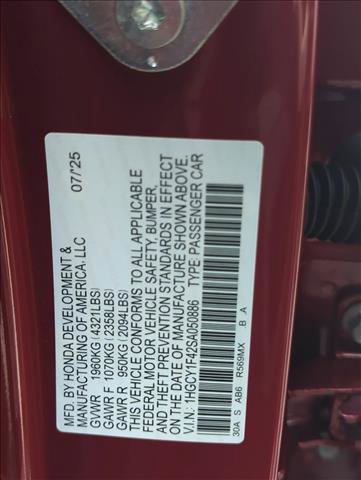 MFD. BY HONDA DEVELOPMENT & 07/'25
MANUFACTURING OF AMERICA, LLC
GVWR 1960KG (4321LBS)
GAWR F 1070KG (2358LBS)
GAWR R 950KG (2094LBS)
THIS VEHICLE CONFORMS TO ALL APPLICABLE
FEDERAL MOTOR VEHICLE SAFETY, BUMPER,
AND THEFT PREVENTION STANDARDS IN EFFECT
ON THE DATE OF MANUFACTURE SHOWN ABOVE.
V.I.N.: 1HGCY1F42SA050886 TYPE: PASSENGER CAR
30A S AB6 R569MX B A